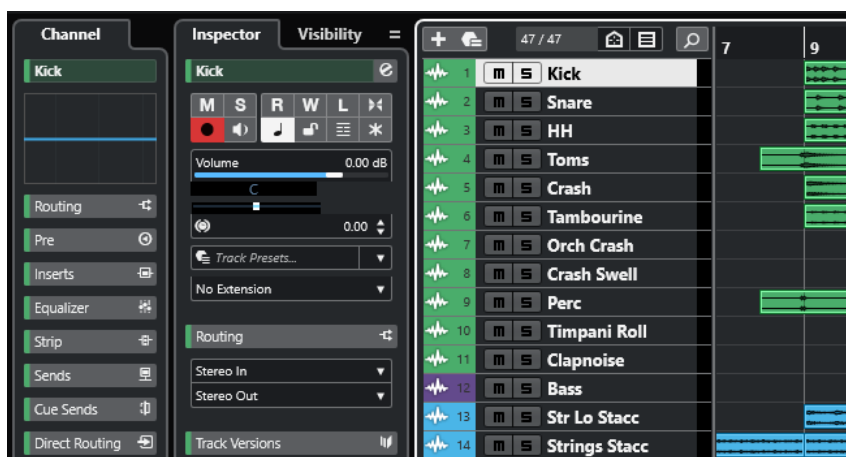 Channel
Kick
Routing
Pre
Inserts
Equalizer
Strip
Sends
Cue Sends
Direct Routing
Inspector Visibility
Kick
M S R W L
Volume 0.00 dB
C
0.00
Track Presets...
No Extension
Routing
Stereo In
Stereo Out
Track Versions
47 / 47
7 9
1 m S Kick
2 m S Snare
3 m S HH
4 m S Toms
5 m S Crash
6 m S Tambourine
7 m S Orch Crash
8 m S Crash Swell
9 m S Perc
10 m S Timpani Roll
11 m S Clapnoise
12 m S Bass
13 m S Str Lo Stacc
14 m S Strings Stacc